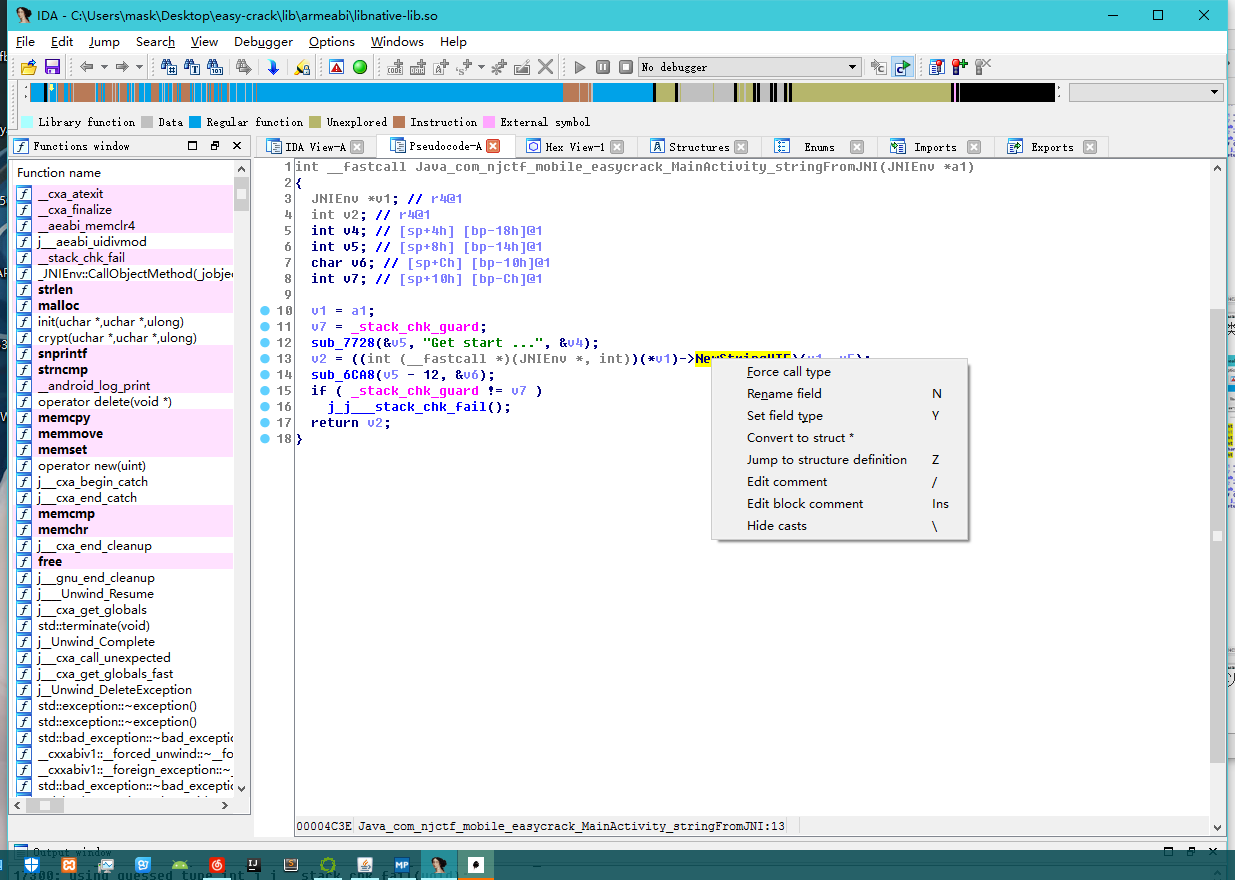 IDA - C:\Users\mask\Desktop\easy-crack\lib\armeabi\libnative-lib.so
File Edit Jump Search View Debugger Options Windows Help
No debugger
Library function Data Regular function Unexplored Instruction External symbol
Functions window
IDA View-A Pseudocode-A Hex View-1 Structures Enums Imports Exports
Function name
__cxa_atexit
__cxa_finalize
__aeabi_memclr4
j___aeabi_uidivmod
__stack_chk_fail
_JNIEnv::CallObjectMethod(_jobjec
strlen
malloc
init(uchar *,uchar *,ulong)
crypt(uchar *,uchar *,ulong)
snprintf
strncmp
__android_log_print
operator delete(void *)
memcpy
memmove
memset
operator new(uint)
j___cxa_begin_catch
j___cxa_end_catch
memcmp
memchr
j___cxa_end_cleanup
free
j___gnu_end_cleanup
j___Unwind_Resume
j___cxa_get_globals
std::terminate(void)
j__Unwind_Complete
j___cxa_call_unexpected
j___cxa_get_globals_fast
j__Unwind_DeleteException
std::exception::~exception()
std::exception::~exception()
std::bad_exception::~bad_exceptic
__cxxabiv1::__forced_unwind::~__fo
__cxxabiv1::__foreign_exception::~_
std::bad_exception::~bad_exceptic
1 int __fastcall Java_com_njctf_mobile_easycrack_MainActivity_stringFromJNI(JNIEnv *a1)
2 {
3 JNIEnv *v1; // r4@1
4 int v2; // r4@1
5 int v4; // [sp+4h] [bp-18h]@1
6 int v5; // [sp+8h] [bp-14h]@1
7 char v6; // [sp+Ch] [bp-10h]@1
8 int v7; // [sp+10h] [bp-Ch]@1
9
10 v1 = a1;
11 v7 = _stack_chk_guard;
12 sub_7728(&v5, "Get start ...", &v4);
13 v2 = ((int (__fastcall *)(JNIEnv *, int))(*v1)->NewStringUTF)(v1, v5);
14 sub_6CA8(v5 - 12, &v6);
15 if ( _stack_chk_guard != v7 )
16 j_j___stack_chk_fail();
17 return v2;
18 }
Force call type
Rename field N
Set field type Y
Convert to struct *
Jump to structure definition Z
Edit comment /
Edit block comment Ins
Hide casts \
00004C3E Java_com_njctf_mobile_easycrack_MainActivity_stringFromJNI:13
Output window
17300: using guessed type int j_j___stack_chk_fail(void);